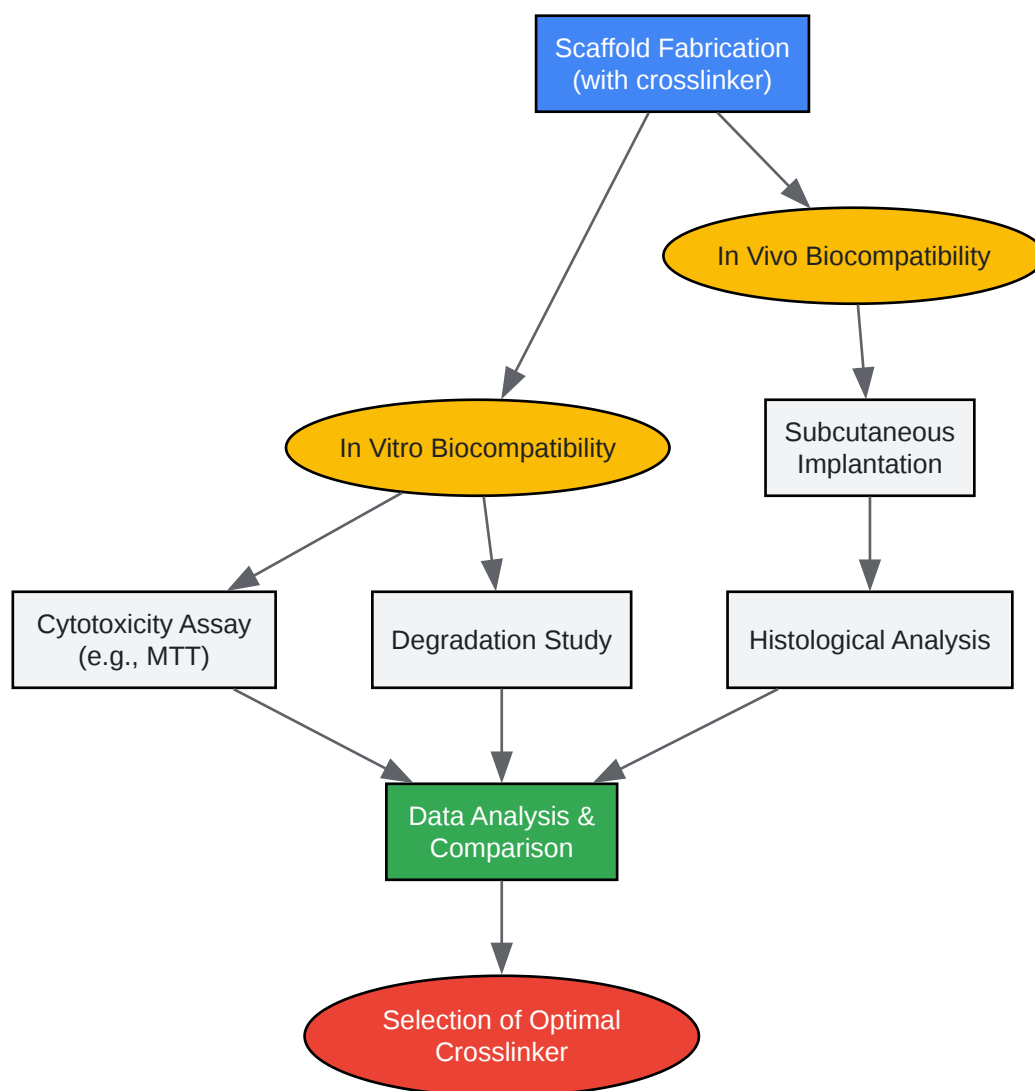 Scaffold Fabrication
(with crosslinker)
In Vivo Biocompatibility
In Vitro Biocompatibility
Subcutaneous
Implantation
Cytotoxicity Assay
(e.g., MTT)
Degradation Study
Histological Analysis
Data Analysis &
Comparison
Selection of Optimal
Crosslinker